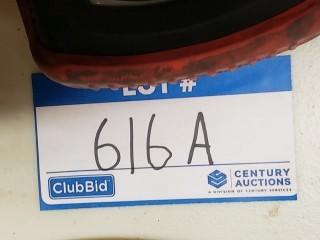 LOT #
616A
ClubBid
CENTURY
AUCTIONS
A DIVISION OF CENTURY SERVICES